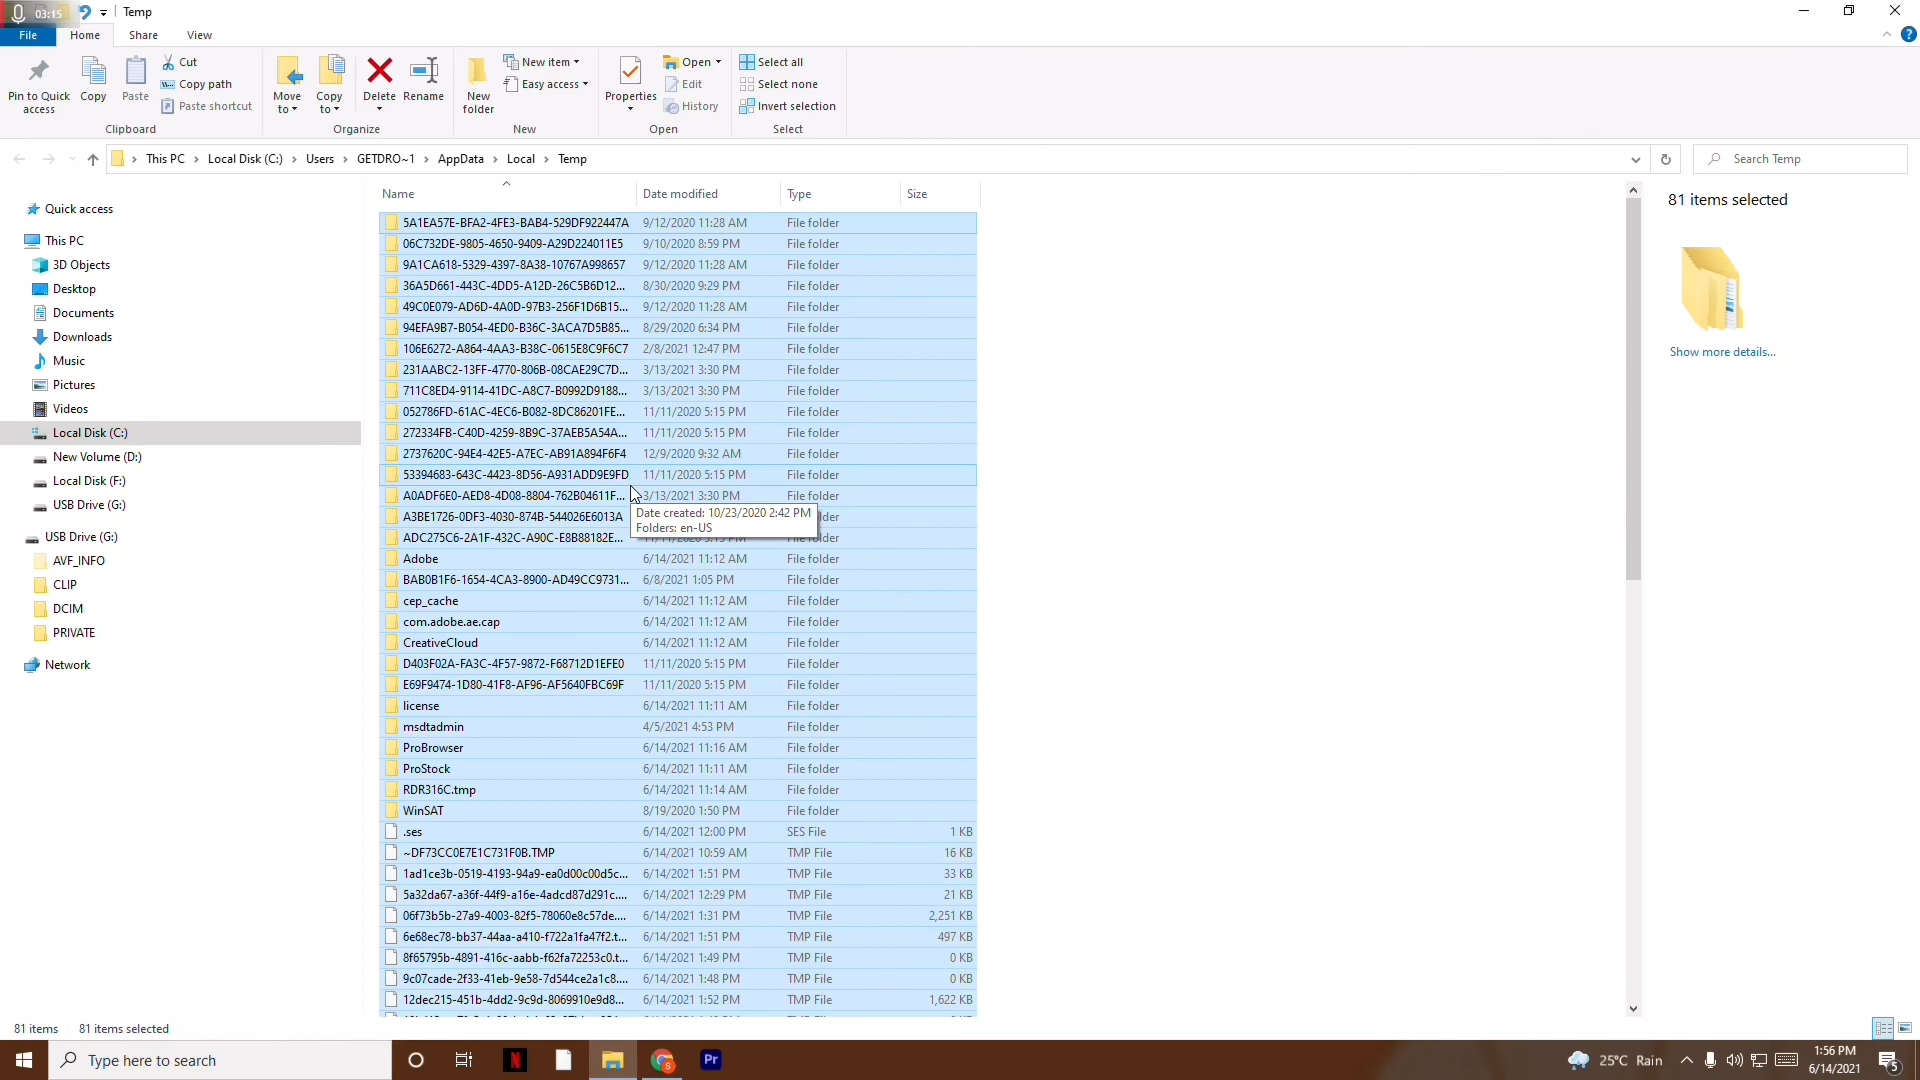 03:15
Temp
File Home Share View
Pin to Quick access
Copy
Paste
Cut
Copy path
Paste shortcut
Clipboard
Move to
Copy to
Delete
Rename
Organize
New folder
New item
Easy access
New
Properties
Open
Edit
History
Open
Select all
Select none
Invert selection
Select
This PC > Local Disk (C:) > Users > GETDRO~1 > AppData > Local > Temp
Search Temp
Quick access
This PC
3D Objects
Desktop
Documents
Downloads
Music
Pictures
Videos
Local Disk (C:)
New Volume (D:)
Local Disk (F:)
USB Drive (G:)
USB Drive (G:)
AVF_INFO
CLIP
DCIM
PRIVATE
Network
Name Date modified Type Size
5A1EA57E-BFA2-4FE3-BAB4-529DF922447A 9/12/2020 11:28 AM File folder
06C732DE-9805-4650-9409-A29D224011E5 9/10/2020 8:59 PM File folder
9A1CA618-5329-4397-8A38-10767A998657 9/12/2020 11:28 AM File folder
36A5D661-443C-4DD5-A12D-26C5B6D12... 8/30/2020 9:29 PM File folder
49C0E079-AD6D-4A0D-97B3-256F1D6B15... 9/12/2020 11:28 AM File folder
94EFA9B7-B054-4ED0-B36C-3ACA7D5B85... 8/29/2020 6:34 PM File folder
106E6272-A864-4AA3-B38C-0615E8C9F6C7 2/8/2021 12:47 PM File folder
231AABC2-13FF-4770-806B-08CAE29C7D... 3/13/2021 3:30 PM File folder
711C8ED4-9114-41DC-A8C7-B0992D9188... 3/13/2021 3:30 PM File folder
052786FD-61AC-4EC6-B082-8DC86201FE... 11/11/2020 5:15 PM File folder
272334FB-C40D-4259-8B9C-37AEB5A54A... 11/11/2020 5:15 PM File folder
2737620C-94E4-42E5-A7EC-AB91A894F6F4 12/9/2020 9:32 AM File folder
53394683-643C-4423-8D56-A931ADD9E9FD 11/11/2020 5:15 PM File folder
A0ADF6E0-AED8-4D08-8804-762B04611F... 3/13/2021 3:30 PM File folder
A3BE1726-0DF3-4030-874B-544026E6013A
Date created: 10/23/2020 2:42 PM
Folders: en-US
ADC275C6-2A1F-432C-A90C-E8B88182E... File folder
Adobe 6/14/2021 11:12 AM File folder
BAB0B1F6-1654-4CA3-8900-AD49CC9731... 6/8/2021 1:05 PM File folder
cep_cache 6/14/2021 11:12 AM File folder
com.adobe.ae.cap 6/14/2021 11:12 AM File folder
CreativeCloud 6/14/2021 11:12 AM File folder
D403F02A-FA3C-4F57-9872-F68712D1EFE0 11/11/2020 5:15 PM File folder
E69F9474-1D80-41F8-AF96-AF5640FBC69F 11/11/2020 5:15 PM File folder
license 6/14/2021 11:11 AM File folder
msdtadmin 4/5/2021 4:53 PM File folder
ProBrowser 6/14/2021 11:16 AM File folder
ProStock 6/14/2021 11:11 AM File folder
RDR316C.tmp 6/14/2021 11:14 AM File folder
WinSAT 8/19/2020 1:50 PM File folder
.ses 6/14/2021 12:00 PM SES File 1 KB
~DF73CC0E7E1C731F0B.TMP 6/14/2021 10:59 AM TMP File 16 KB
1ad1ce3b-0519-4193-94a9-ea0d00c00d5c... 6/14/2021 1:51 PM TMP File 33 KB
5a32da67-a36f-44f9-a16e-4adcd87d291c.... 6/14/2021 12:29 PM TMP File 21 KB
06f73b5b-27a9-4003-82f5-78060e8c57de.... 6/14/2021 1:31 PM TMP File 2,251 KB
6e68ec78-bb37-44aa-a410-f722a1fa47f2.t... 6/14/2021 1:51 PM TMP File 497 KB
8f65795b-4891-416c-aabb-f62fa72253c0.t... 6/14/2021 1:49 PM TMP File 0 KB
9c07cade-2f33-41eb-9e58-7d544ce2a1c8.... 6/14/2021 1:48 PM TMP File 0 KB
12dec215-451b-4dd2-9c9d-8069910e9d8... 6/14/2021 1:52 PM TMP File 1,622 KB
81 items selected
Show more details...
81 items 81 items selected
Type here to search
N
Pr
25°C Rain
1:56 PM
6/14/2021
5